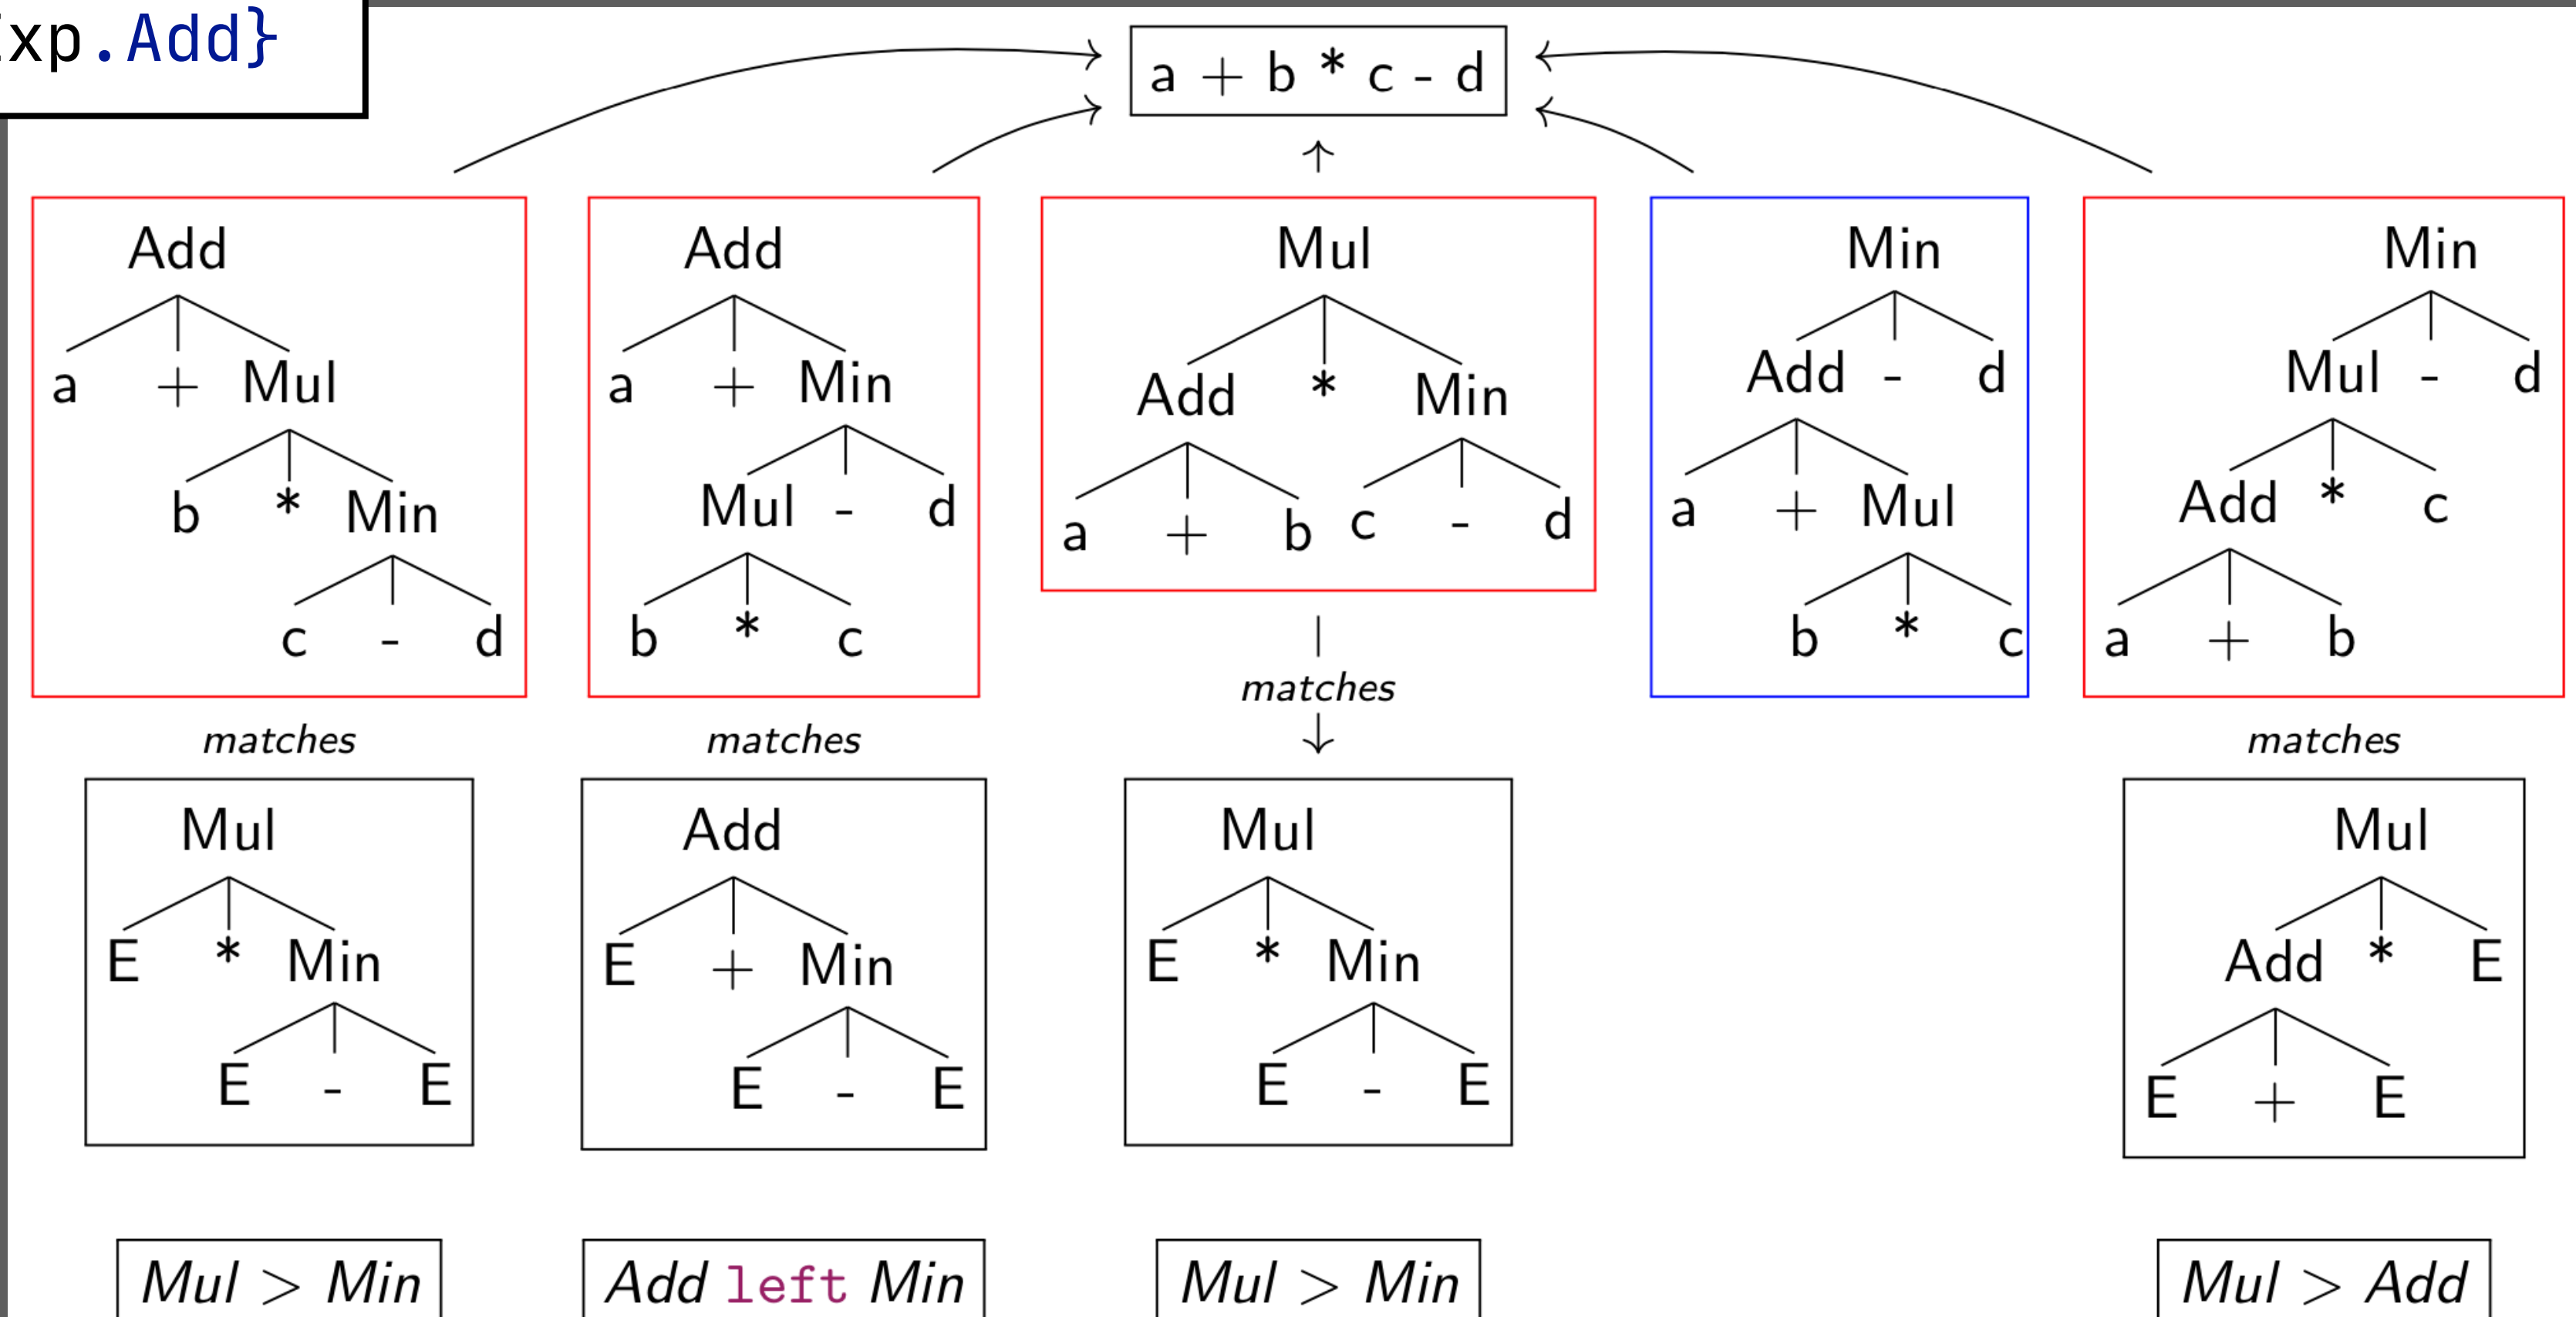 xp.Add}
a + b * c - d
Add
a + Mul
b * Min
c - d
Add
a + Min
Mul - d
b * c
Mul
Add * Min
a + b c - d
Min
Add - d
a + Mul
b * c
Min
Mul - d
Add * c
a + b
matches
matches
matches
matches
Mul
E * Min
E - E
Add
E + Min
E - E
Mul
E * Min
E - E
Mul
Add * E
E + E
Mul > Min
Add left Min
Mul > Min
Mul > Add